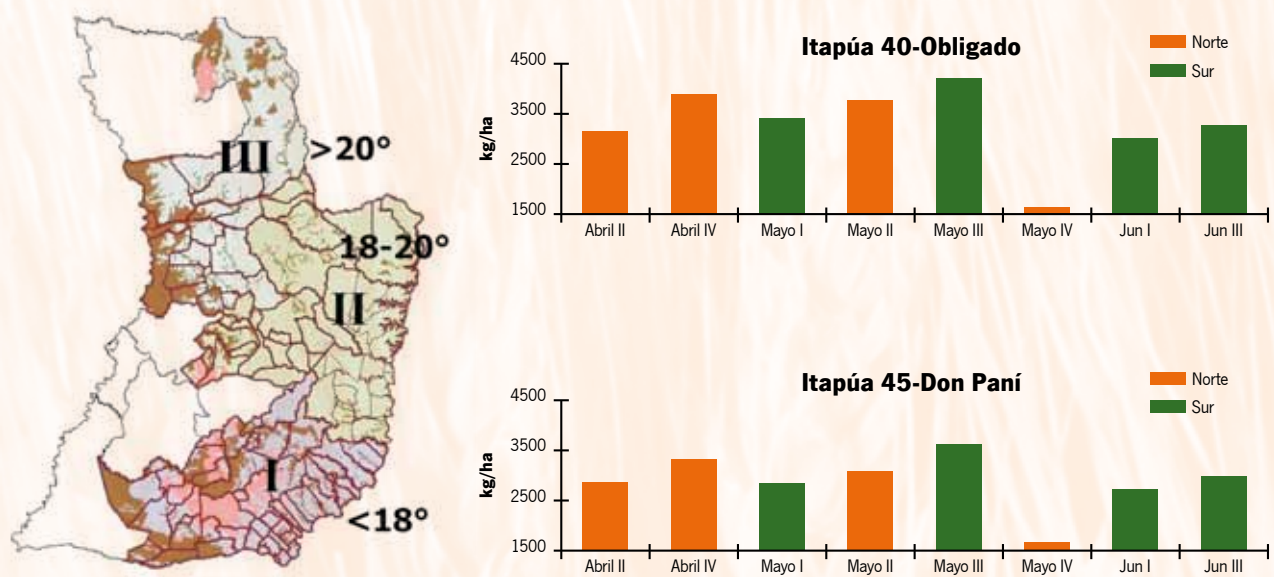 III
>20°
18-20°
II
I
<18°
Itapúa 40-Obligado
Norte
Sur
kg/ha
4500
3500
2500
1500
Abril II Abril IV Mayo I Mayo II Mayo III Mayo IV Jun I Jun III
Itapúa 45-Don Paní
Norte
Sur
kg/ha
4500
3500
2500
1500
Abril II Abril IV Mayo I Mayo II Mayo III Mayo IV Jun I Jun III